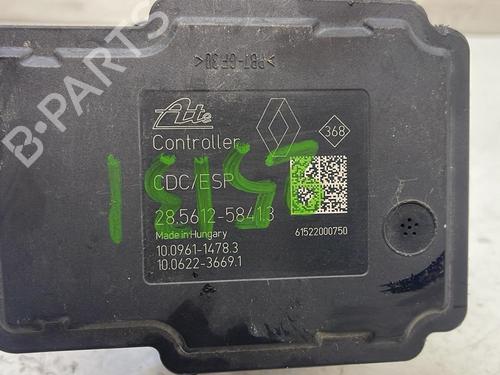 >PBT-GF30<
Ate
368
Controller
CDC/ESP
28.5612-5841.3
Made in Hungary
61522000750
10.0961-1478.3
10.0622-3669.1
B-PARTS